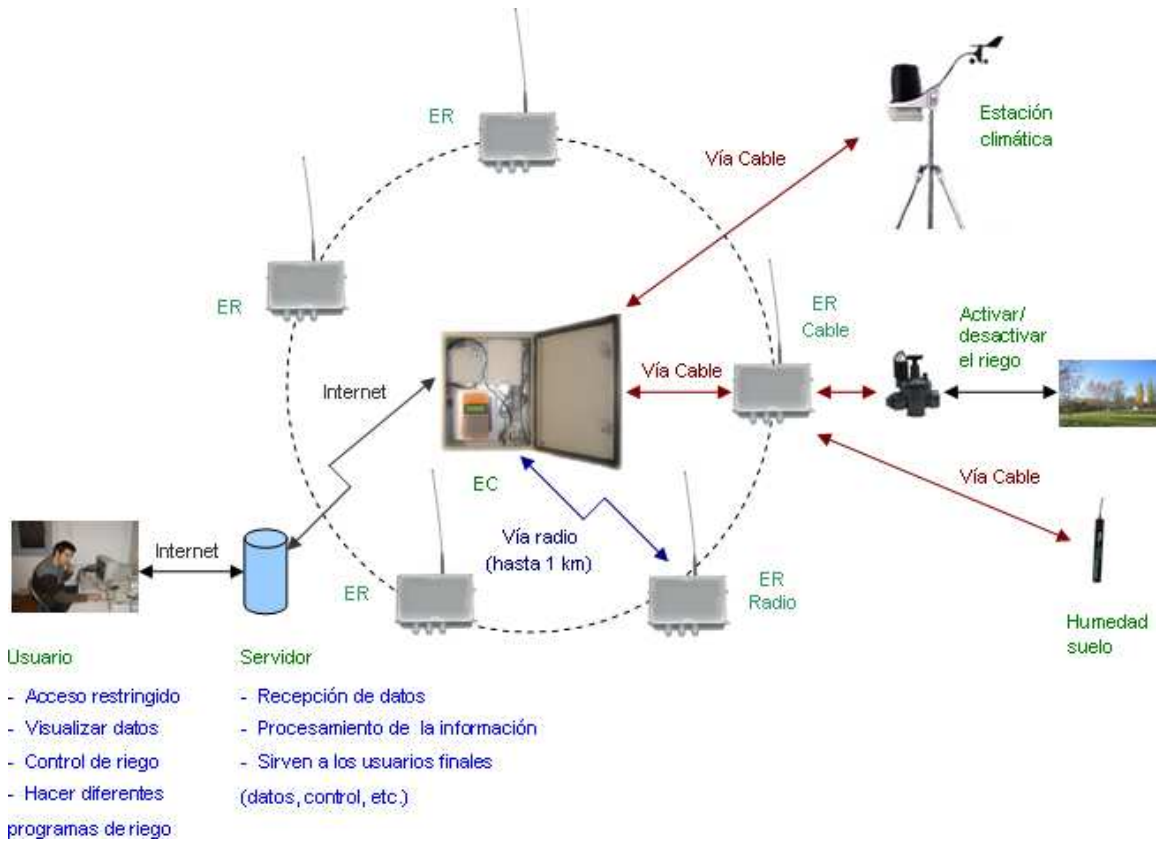 ER
Estación
climática
Vía Cable
ER
ER
Cable
Activar/
desactivar
el riego
Internet
Vía Cable
Vía Cable
EC
Internet
Vía radio
(hasta 1 km)
ER
ER
Radio
Humedad
suelo
Usuario
- Acceso restringido
- Visualizar datos
- Control de riego
- Hacer diferentes
programas de riego
Servidor
- Recepción de datos
- Procesamiento de la información
- Sirven a los usuarios finales
(datos, control, etc.)